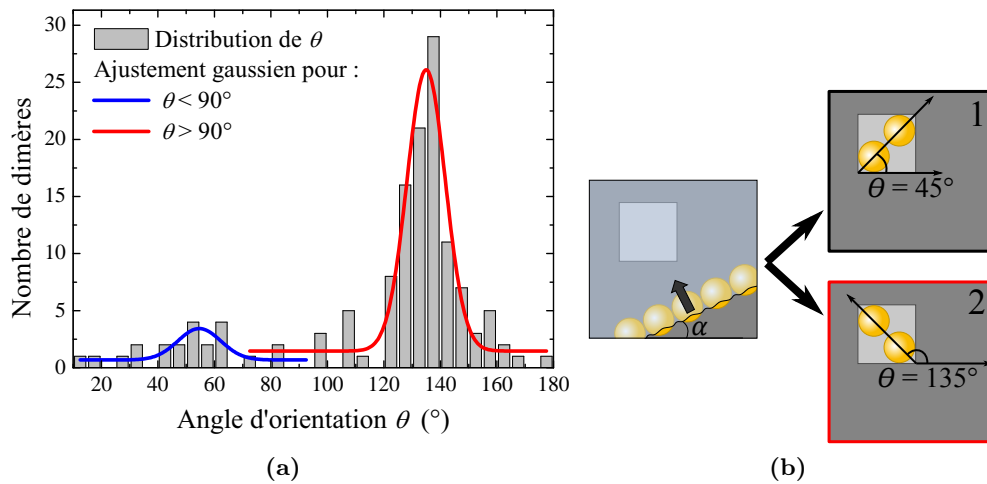 Nombre de dimères
30
25
20
15
10
5
0
Distribution de θ
Ajustement gaussien pour :
θ < 90°
θ > 90°
20 40 60 80 100 120 140 160 180
Angle d'orientation θ (°)
(a)
α
1
θ = 45°
2
θ = 135°
(b)